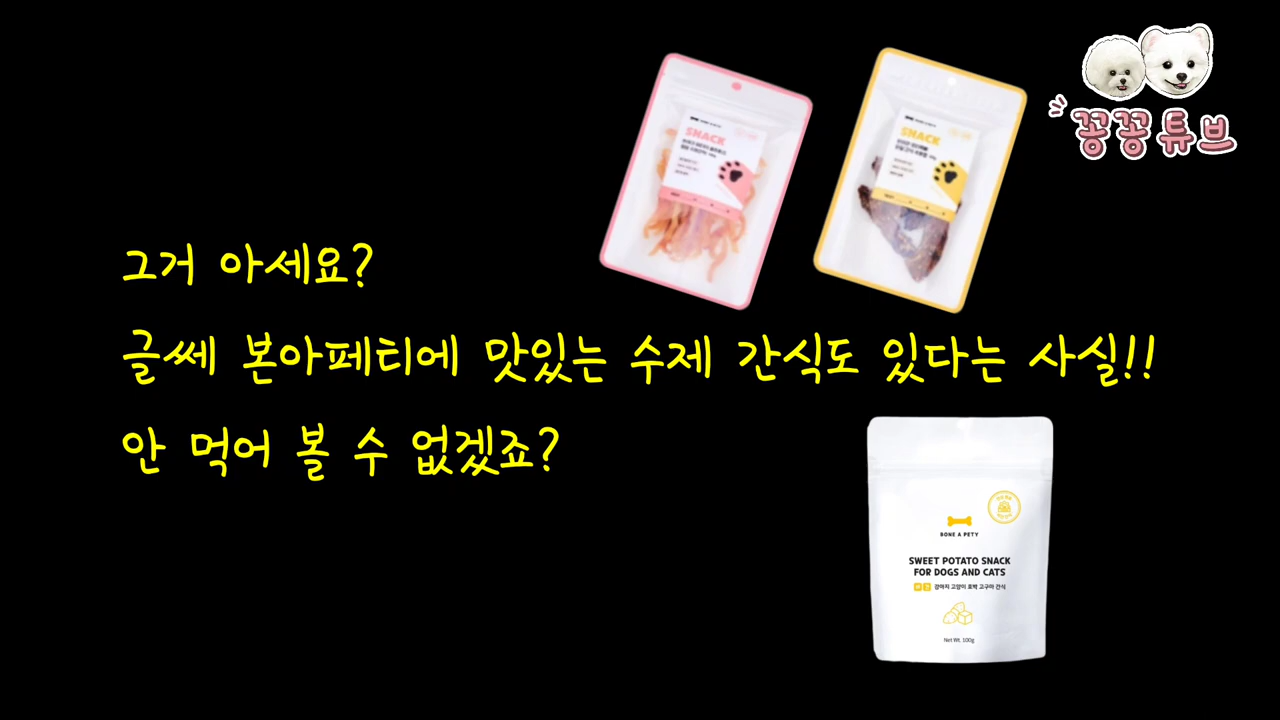 꽁꽁튜브
SNACK
SNACK
그거 아세요?
글쎄 본아페티에 맛있는 수제 간식도 있다는 사실!!
안 먹어 볼 수 없겠죠?
BONE A PETY
SWEET POTATO SNACK
FOR DOGS AND CATS
강아지 고양이 호박 고구마 간식
Net Wt. 100g